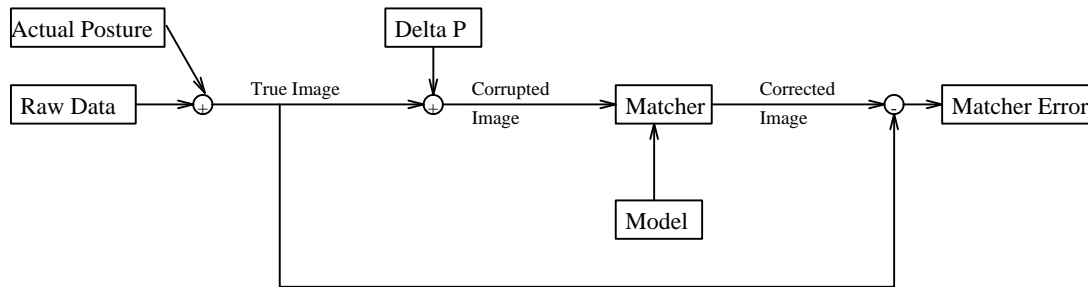 Actual Posture
Delta P
Raw Data
+
True Image
+
Corrupted
Image
Matcher
Corrected
Image
-
Matcher Error
Model